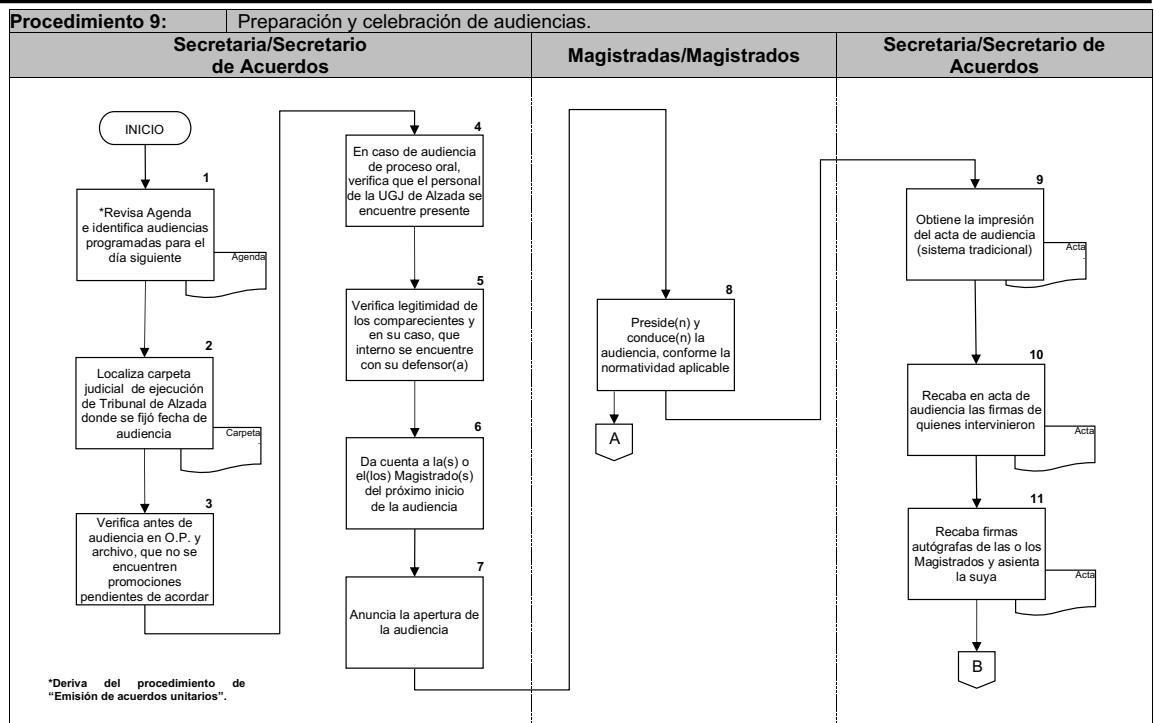 Procedimiento 9: Preparación y celebración de audiencias.
Secretaria/Secretario
de Acuerdos
Magistradas/Magistrados
Secretaria/Secretario de
Acuerdos
INICIO
1
*Revisa Agenda
e identifica audiencias
programadas para el
día siguiente
Agenda
2
Localiza carpeta
judicial de ejecución
de Tribunal de Alzada
donde se fijó fecha de
audiencia
Carpeta
.
3
Verifica antes de
audiencia en O.P. y
archivo, que no se
encuentren
promociones
pendientes de acordar
*Deriva del procedimiento de
“Emisión de acuerdos unitarios”.
4
En caso de audiencia
de proceso oral,
verifica que el personal
de la UGJ de Alzada se
encuentre presente
5
Verifica legitimidad de
los comparecientes y
en su caso, que
interno se encuentre
con su defensor(a)
6
Da cuenta a la(s) o
el(los) Magistrado(s)
del próximo inicio
de la audiencia
7
Anuncia la apertura de
la audiencia
8
Preside(n) y
conduce(n) la
audiencia, conforme la
normatividad aplicable
A
9
Obtiene la impresión
del acta de audiencia
(sistema tradicional)
Acta
.
10
Recaba en acta de
audiencia las firmas de
quienes intervinieron
Acta
11
Recaba firmas
autógrafas de las o los
Magistrados y asienta
la suya
Acta
B